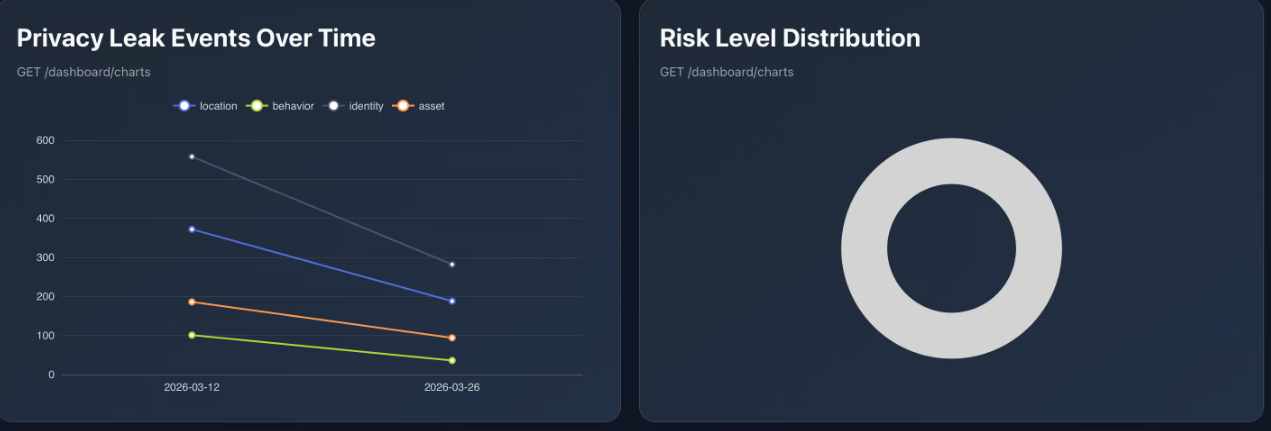 Privacy Leak Events Over Time
GET /dashboard/charts
location behavior identity asset
600
500
400
300
200
100
0
2026-03-12 2026-03-26
Risk Level Distribution
GET /dashboard/charts